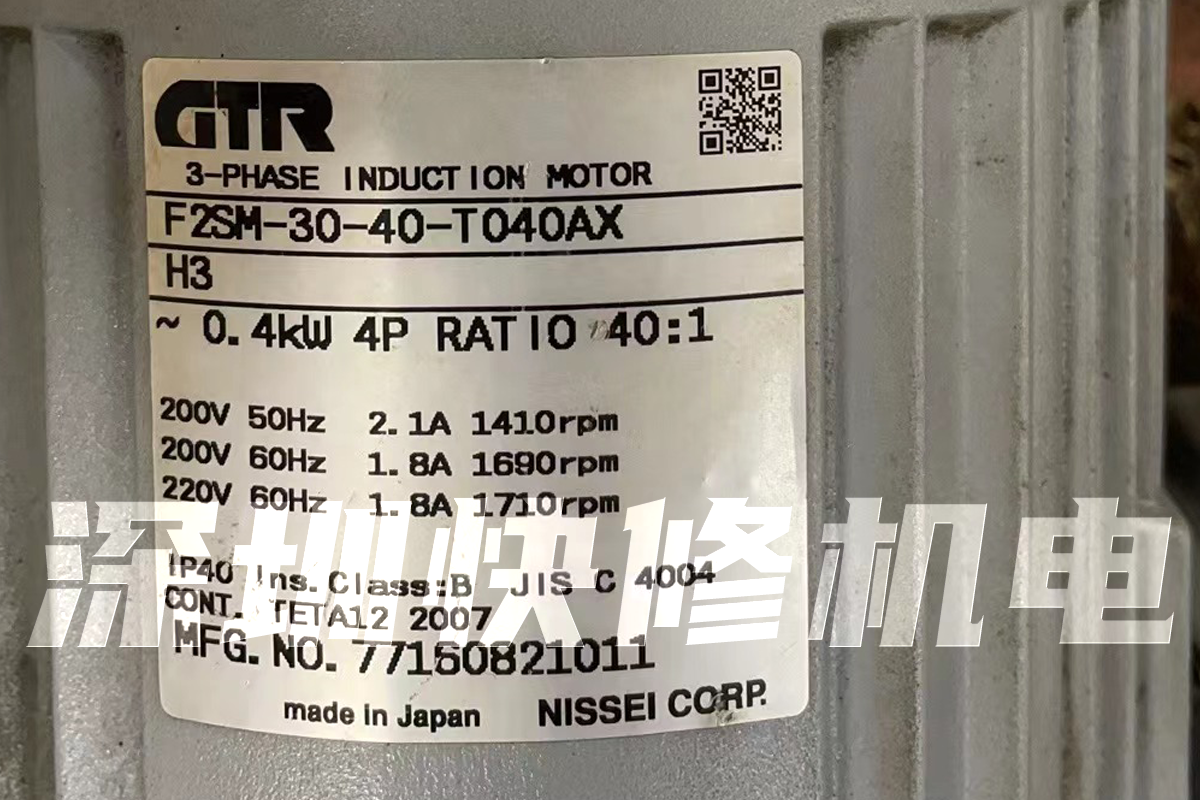 GTR
3-PHASE INDUCTION MOTOR
F2SM-30-40-T040AX
H3
~ 0.4kW 4P RATIO 40:1
200V 50Hz 2.1A 1410rpm
200V 60Hz 1.8A 1690rpm
220V 60Hz 1.8A 1710rpm
深圳快修机电
IP40 Ins.Class:B JIS C 4004
CONT. TETA12 2007
MFG.NO. 77160821011
made in Japan NISSEI CORP.